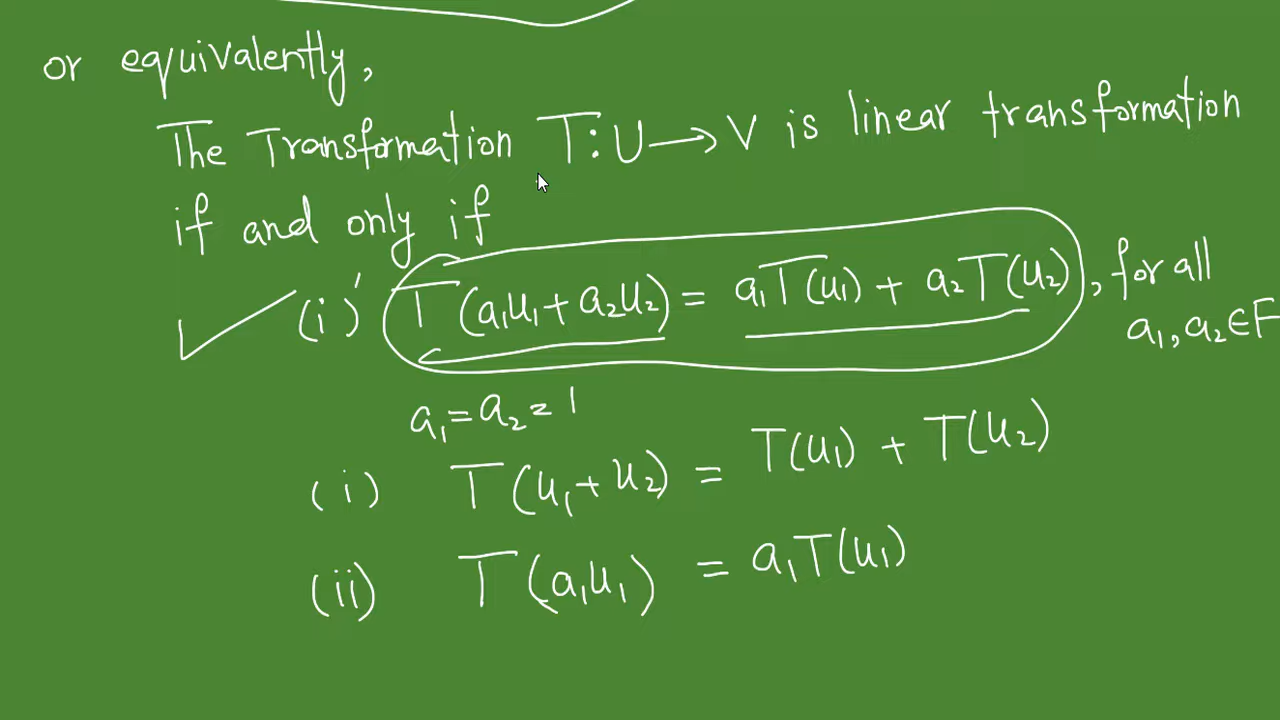 or equivalently,
The Transformation T: U → V is linear transformation
if and only if
(i)' T(a₁u₁ + a₂u₂) = a₁T(u₁) + a₂T(u₂), for all
a₁, a₂ ∈ F
a₁ = a₂ = 1
(i) T(u₁ + u₂) = T(u₁) + T(u₂)
(ii) T(a₁u₁) = a₁T(u₁)